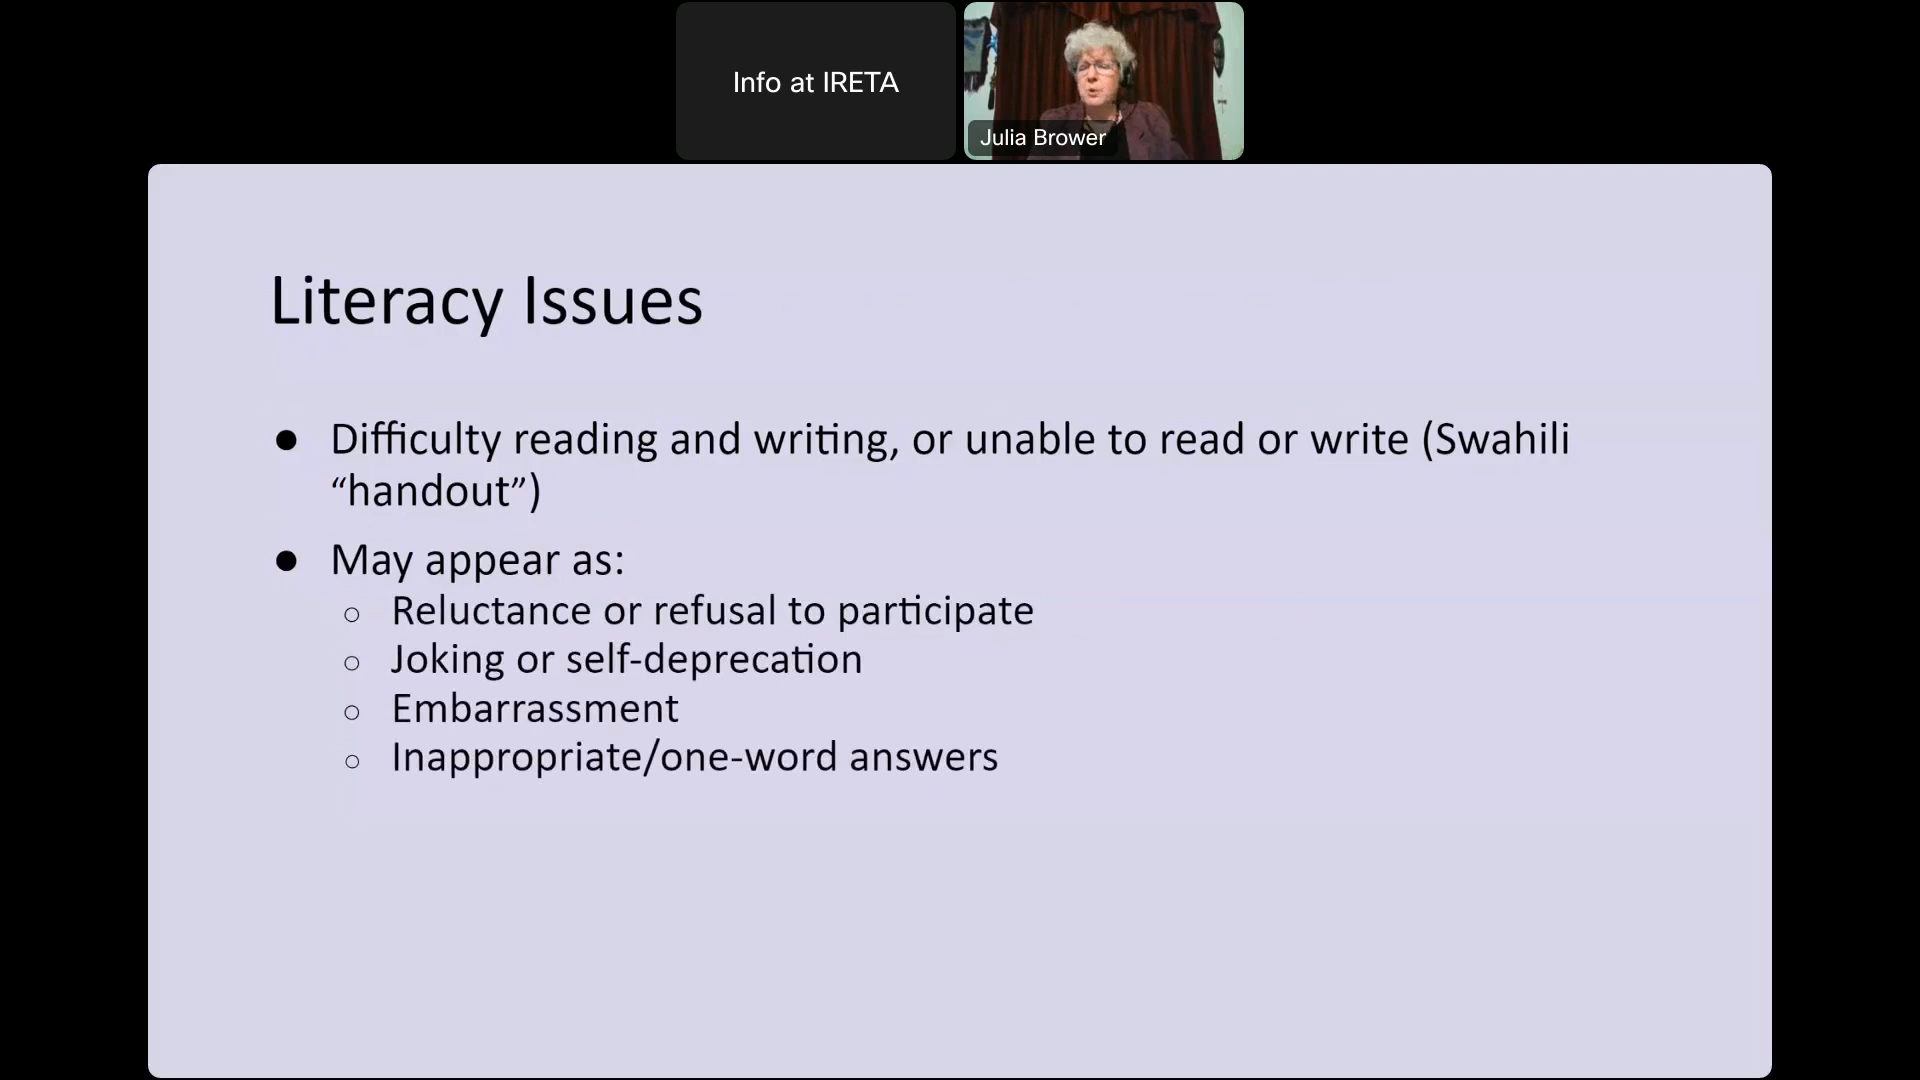 Info at IRETA
Julia Brower
Literacy Issues
● Difficulty reading and writing, or unable to read or write (Swahili
“handout”)
● May appear as:
○ Reluctance or refusal to participate
○ Joking or self-deprecation
○ Embarrassment
○ Inappropriate/one-word answers